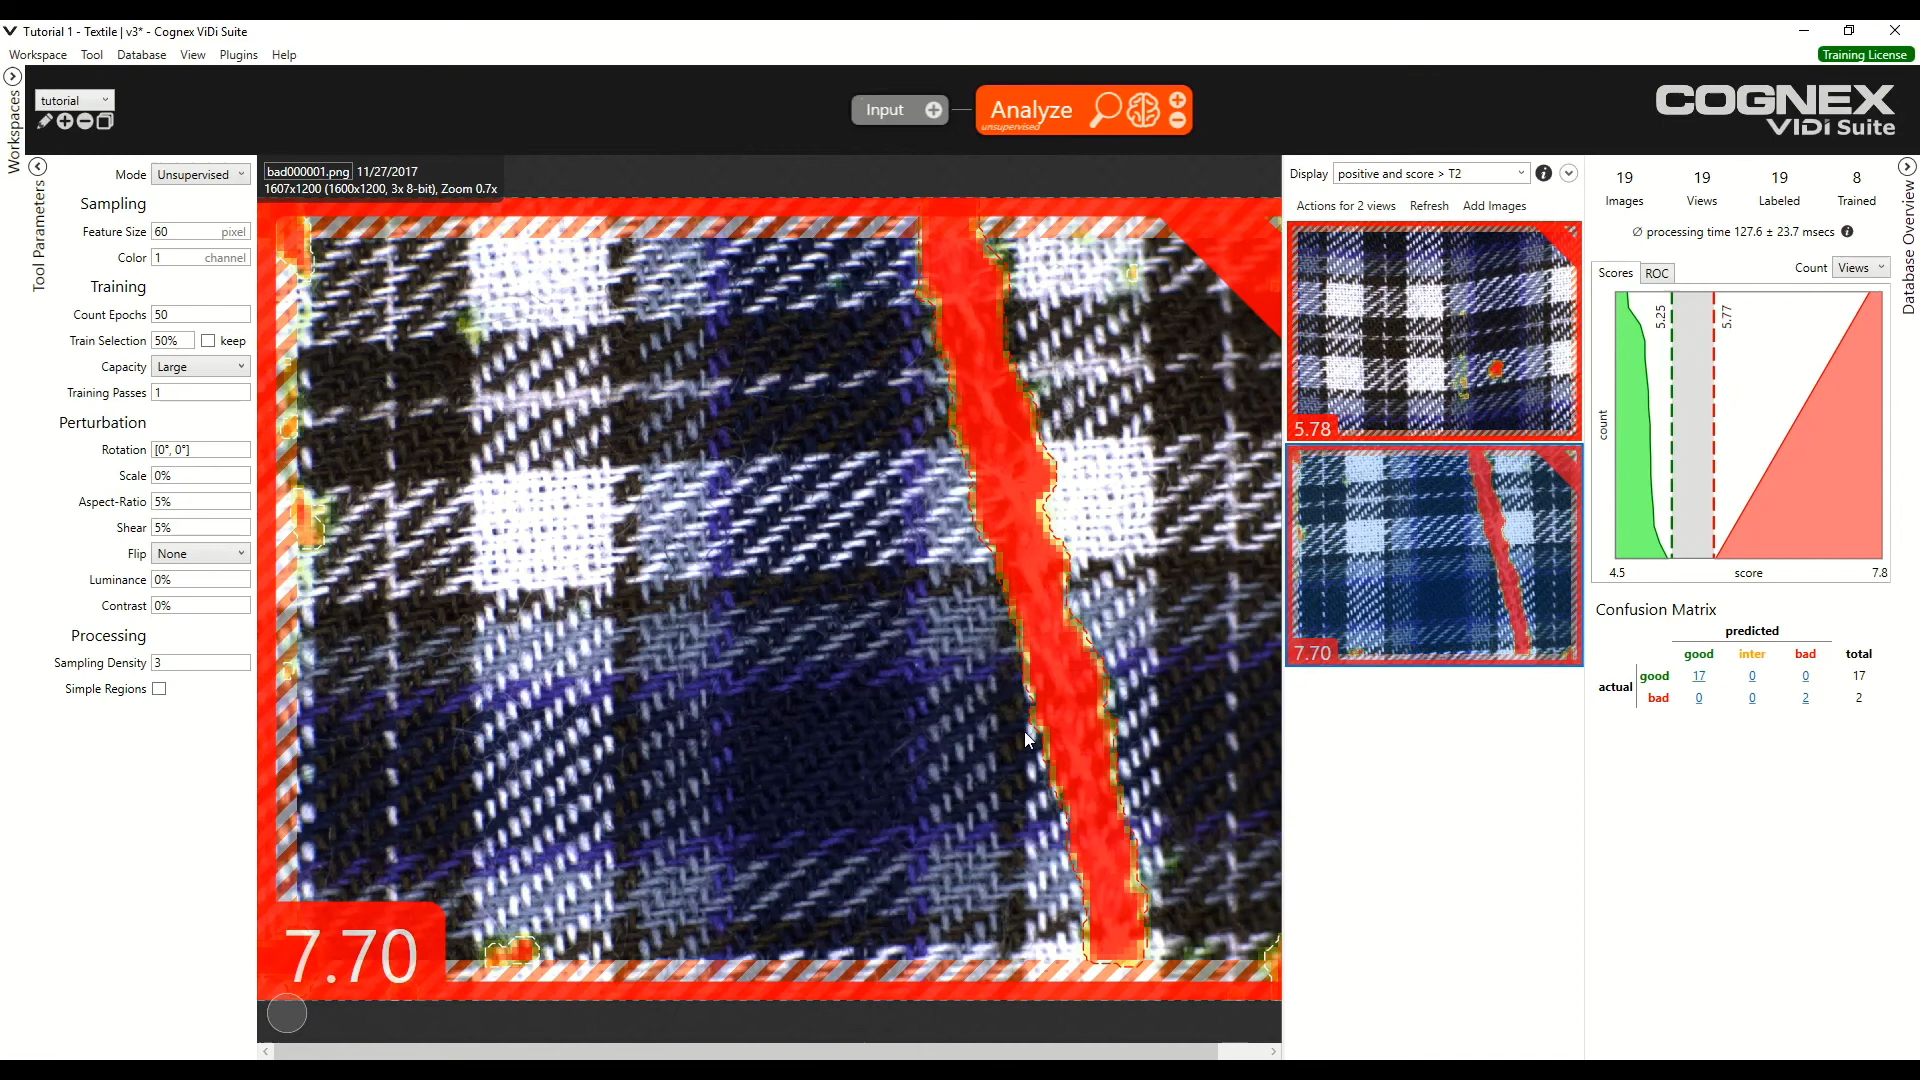 Tutorial 1 - Textile | v3* - Cognex ViDi Suite
Workspace Tool Database View Plugins Help
Training License
Workspaces
tutorial
Input
Analyze
unsupervised
COGNEX
ViDi Suite
Tool Parameters
Mode Unsupervised
Sampling
Feature Size 60 pixel
Color 1 channel
Training
Count Epochs 50
Train Selection 50% keep
Capacity Large
Training Passes 1
Perturbation
Rotation [0°, 0°]
Scale 0%
Aspect-Ratio 5%
Shear 5%
Flip None
Luminance 0%
Contrast 0%
Processing
Sampling Density 3
Simple Regions
bad000001.png 11/27/2017
1607x1200 (1600x1200, 3x 8-bit), Zoom 0.7x
7.70
Display positive and score > T2
Actions for 2 views Refresh Add Images
5.78
7.70
19 19 19 8
Images Views Labeled Trained
∅ processing time 127.6 ± 23.7 msecs
Scores ROC Count Views
5.25 5.77
count
4.5 score 7.8
Confusion Matrix
predicted
good inter bad total
actual good 17 0 0 17
bad 0 0 2 2
Database Overview